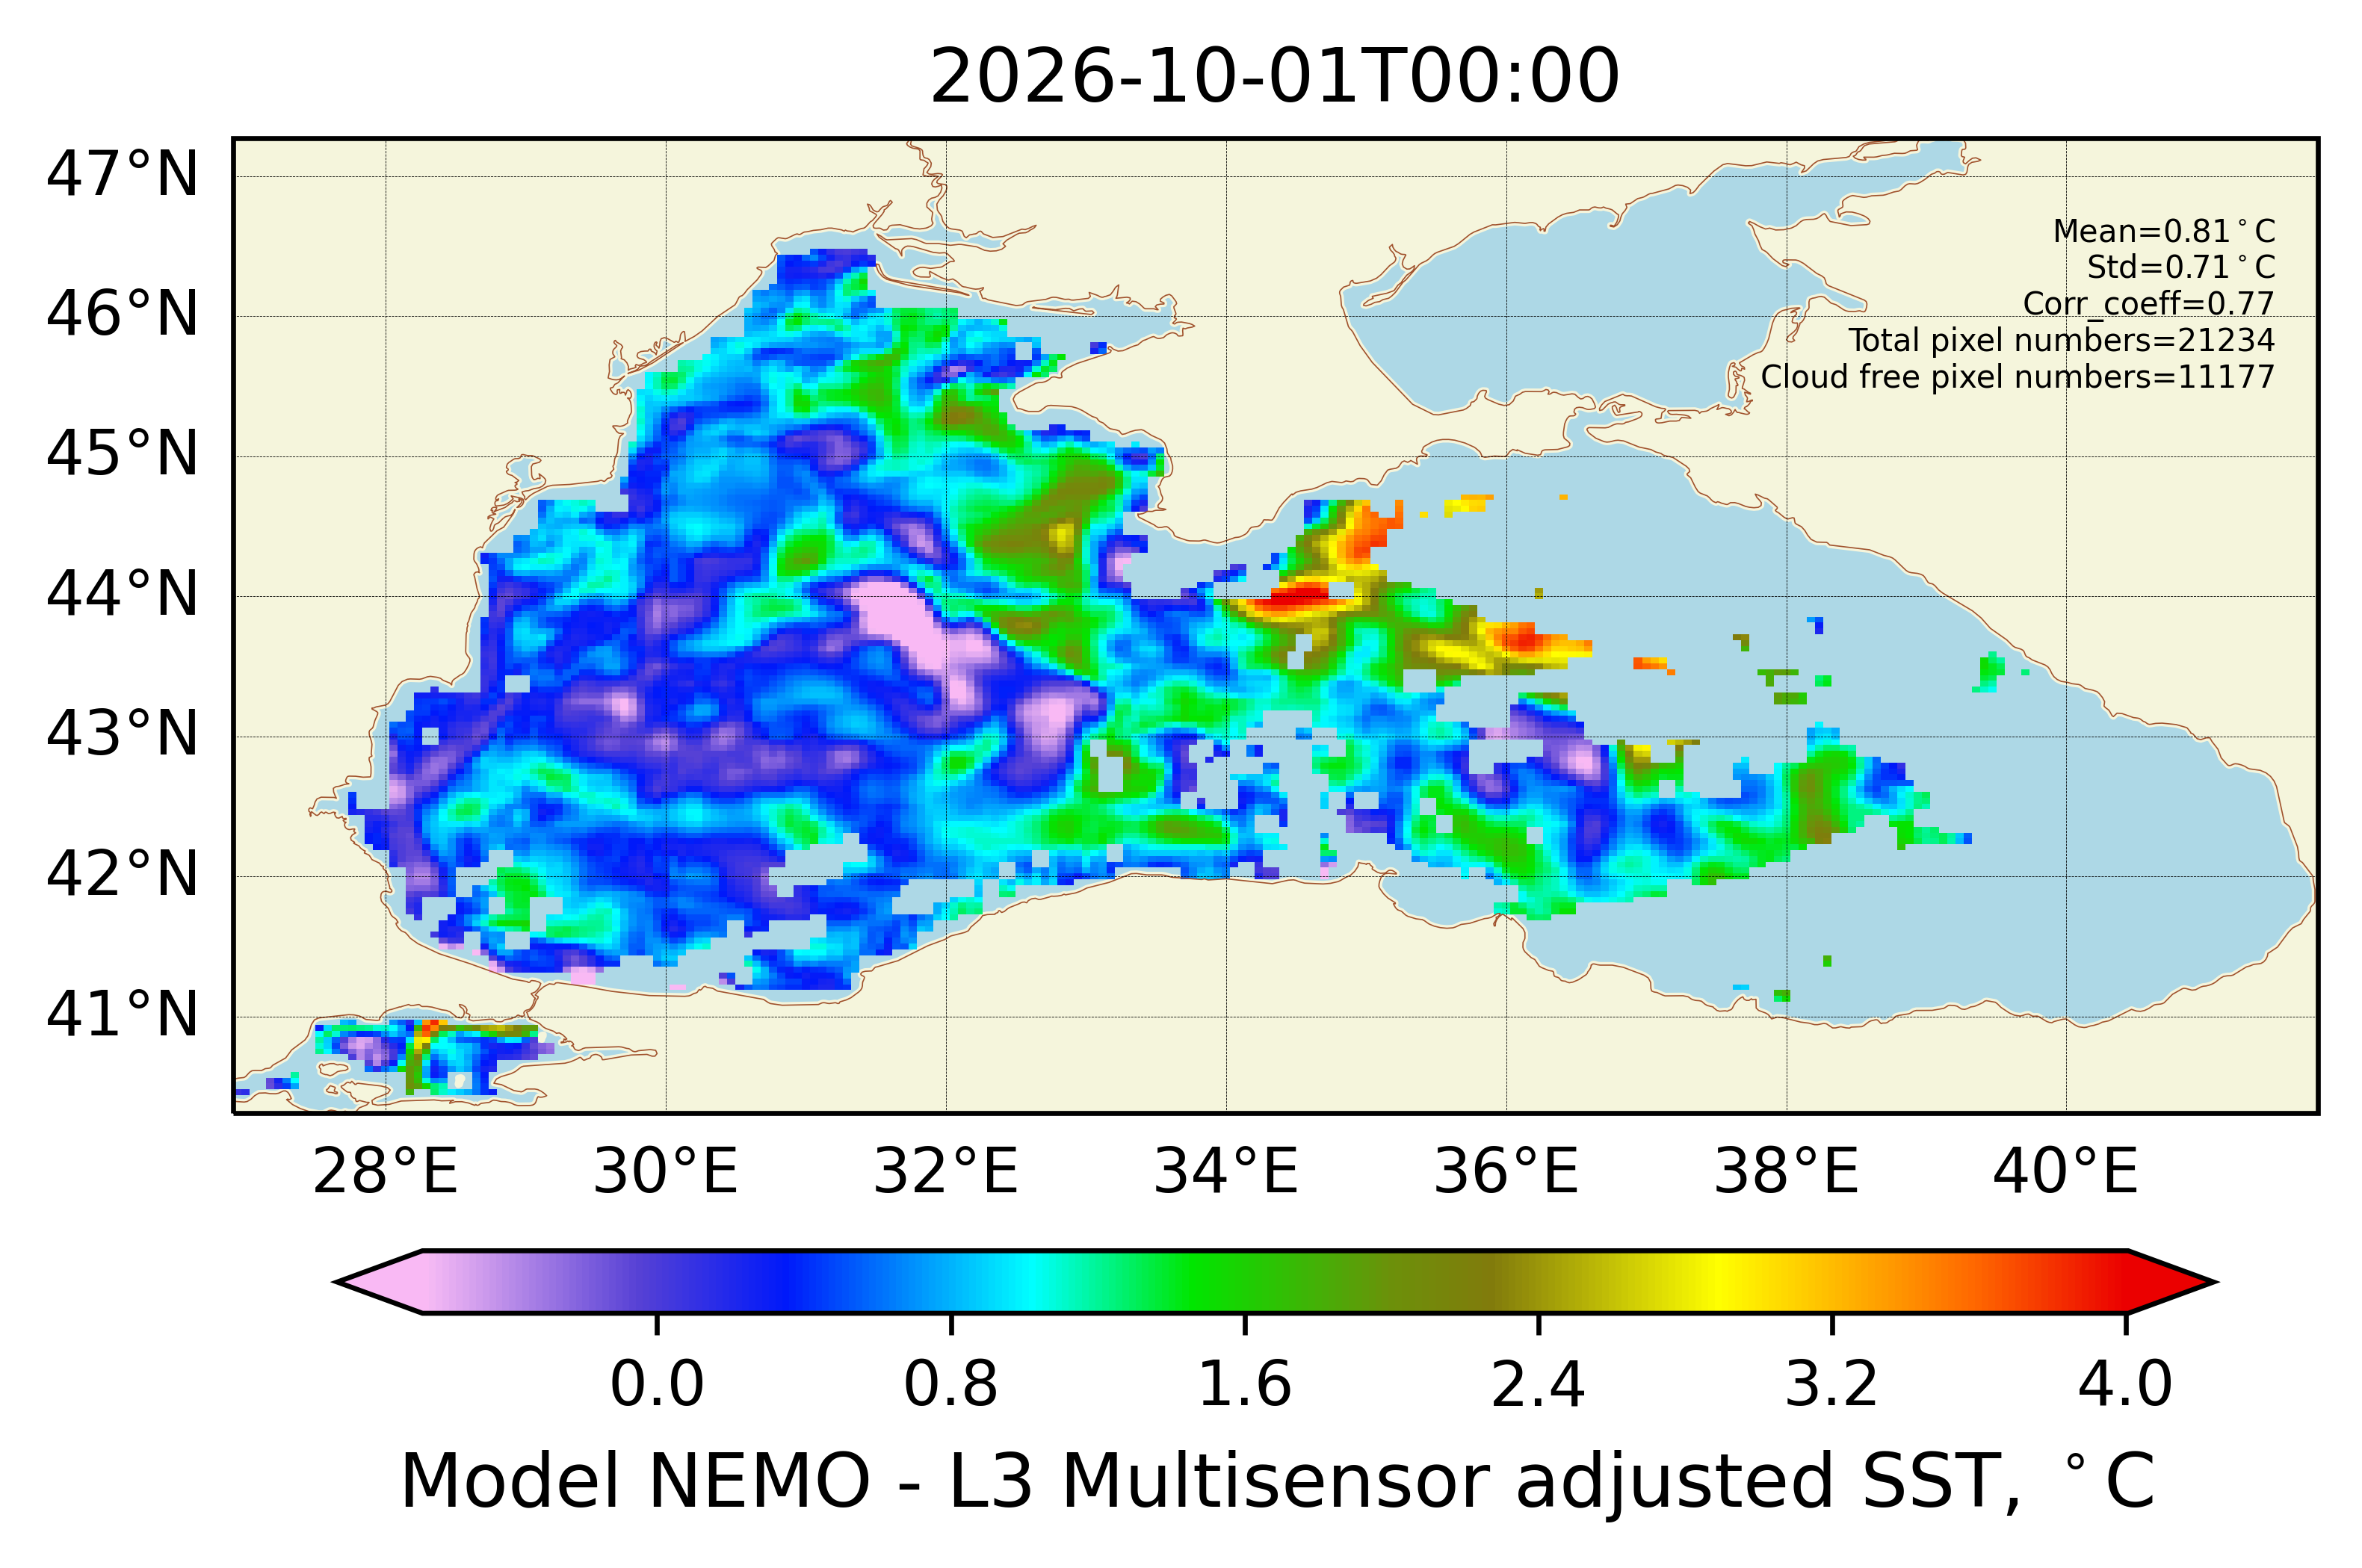 2026-10-01T00:00
47°N
46°N
45°N
44°N
43°N
42°N
41°N
Mean=0.81°C
Std=0.71°C
Corr_coeff=0.77
Total pixel numbers=21234
Cloud free pixel numbers=11177
28°E 30°E 32°E 34°E 36°E 38°E 40°E
0.0 0.8 1.6 2.4 3.2 4.0
Model NEMO - L3 Multisensor adjusted SST, °C